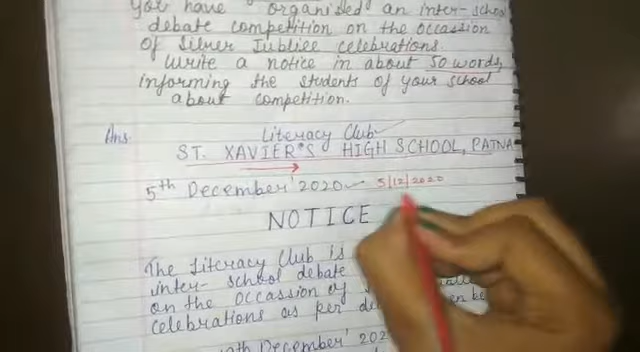 You have organised an inter-school
debate competition on the occassion
of Silver Jubilee celebrations.
Write a notice in about 50 words,
informing the students of your school
about competition.
Ans
Literacy Club
ST. XAVIER'S HIGH SCHOOL, PATNA
5th December' 2020 5/12/2020
NOTICE
The Literacy Club is
inter-school debate
on the occassion of
celebrations as per
December' 202